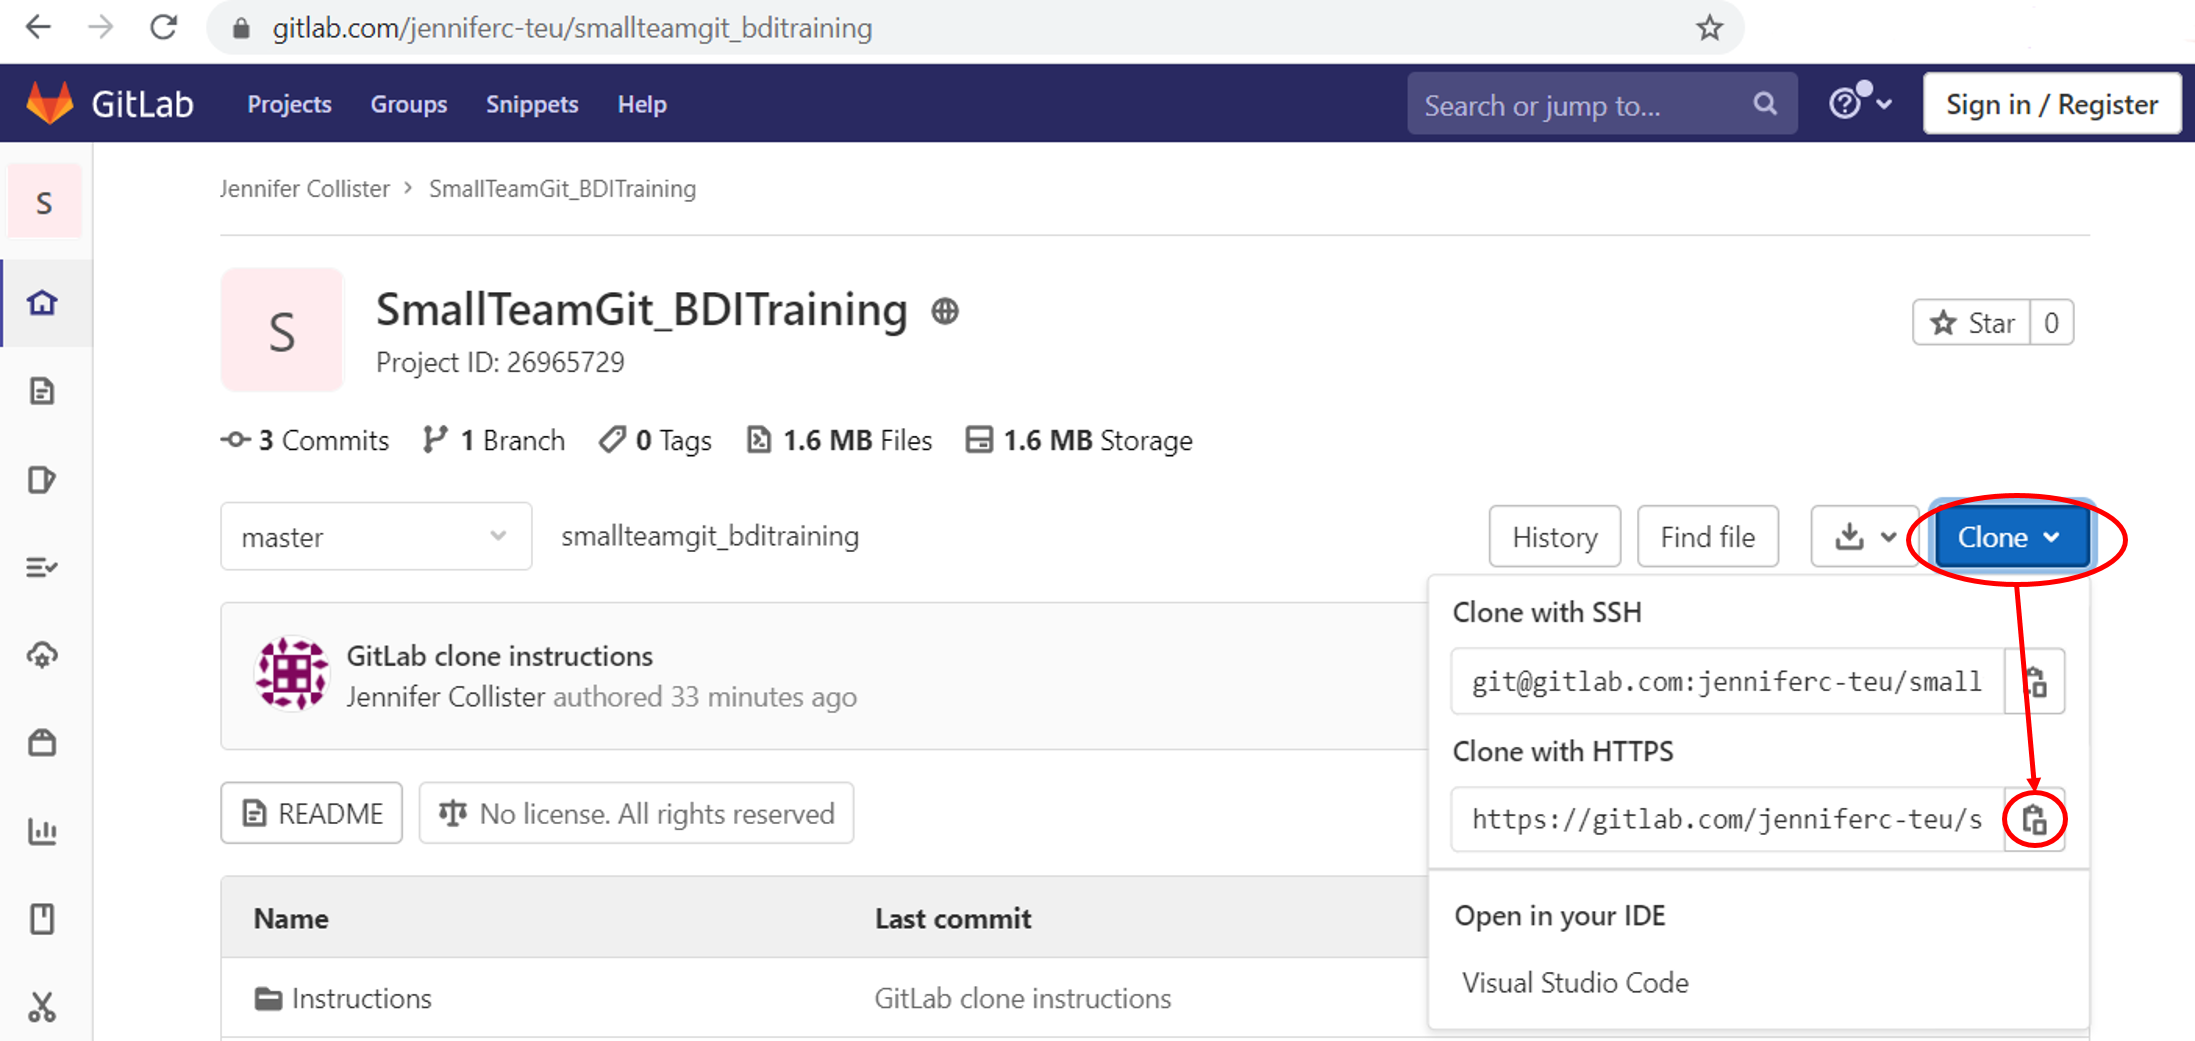 gitlab.com/jenniferc-teu/smallteamgit_bditraining
GitLab Projects Groups Snippets Help Search or jump to... Sign in / Register
S
Jennifer Collister > SmallTeamGit_BDITraining
S
SmallTeamGit_BDITraining
Project ID: 26965729
Star 0
3 Commits 1 Branch 0 Tags 1.6 MB Files 1.6 MB Storage
master smallteamgit_bditraining History Find file Clone
Clone with SSH
git@gitlab.com:jenniferc-teu/small
Clone with HTTPS
https://gitlab.com/jenniferc-teu/s
Open in your IDE
Visual Studio Code
GitLab clone instructions
Jennifer Collister authored 33 minutes ago
README No license. All rights reserved
Name Last commit
Instructions GitLab clone instructions